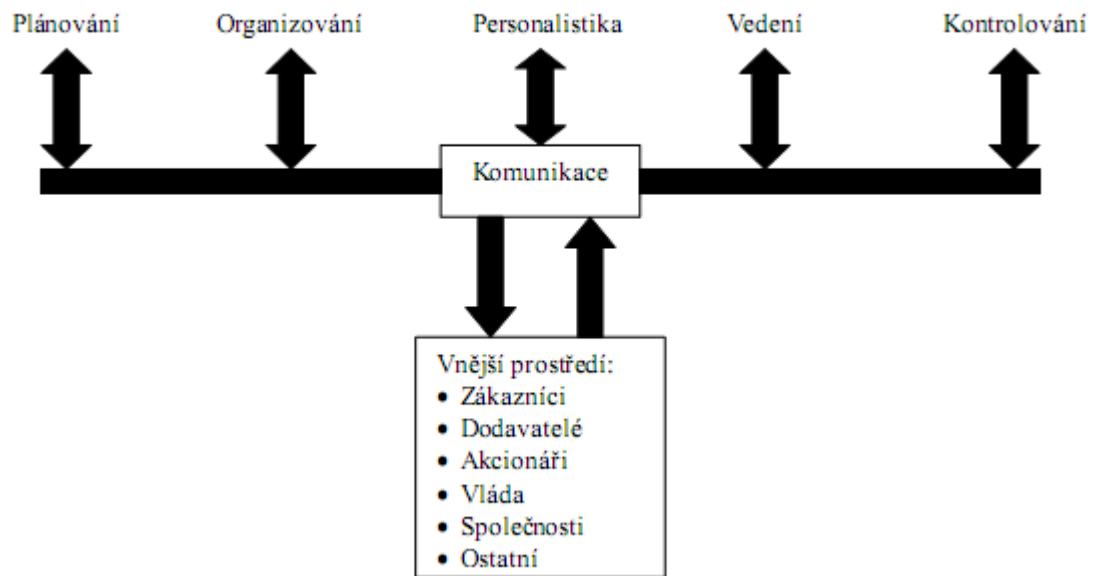 Plánování
Organizování
Personalistika
Vedení
Kontrolování
Komunikace
Vnější prostředí:
• Zákazníci
• Dodavatelé
• Akcionáři
• Vláda
• Společnosti
• Ostatní